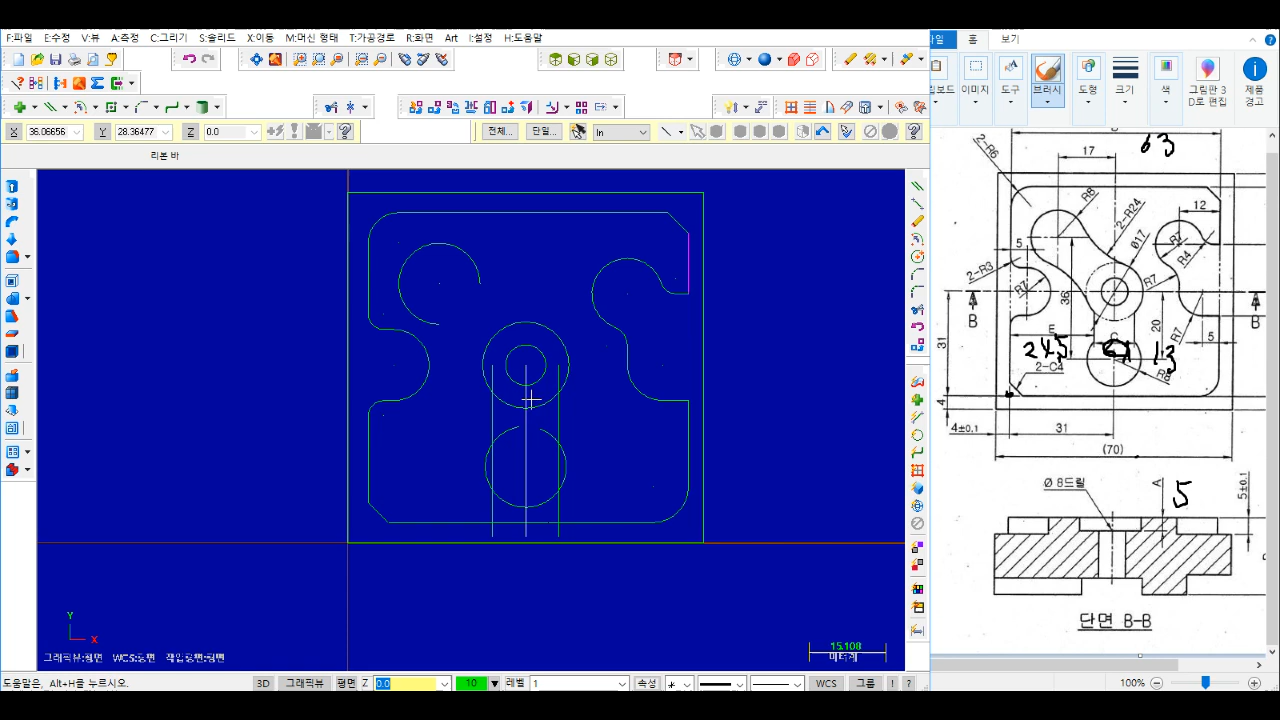 F:파일 E:수정 V:뷰 A:측정 C:그리기 S:솔리드 X:이동 M:머신 형태 T:가공경로 R:화면 Art I:설정 H:도움말
파일 홈 보기
이미지 도구 브러시 도형 크기 색 그림판 3D로 편집 제품 경고
X 36.06656 Y 28.36477 Z 0.0 전체... 단일... In
리본 바
63
17
2-R6
R8
2-R24
12
Ø17
R7
5
R4
2-R3
R7
R7
36
B
B
E
20
R7
31
5
24.5
13
2-C4
4
4±0.1
31
(70)
Ø 8드릴
A
5
5±0.1
단면 B-B
Y
X
그래픽뷰:평면 WCS:평면 작업평면:평면
15.108
미터계
도움말은, Alt+H를 누르시오.
3D 그래픽뷰 평면 Z 0.0 10 레벨 1 속성 WCS 그룹 ! ?
100%